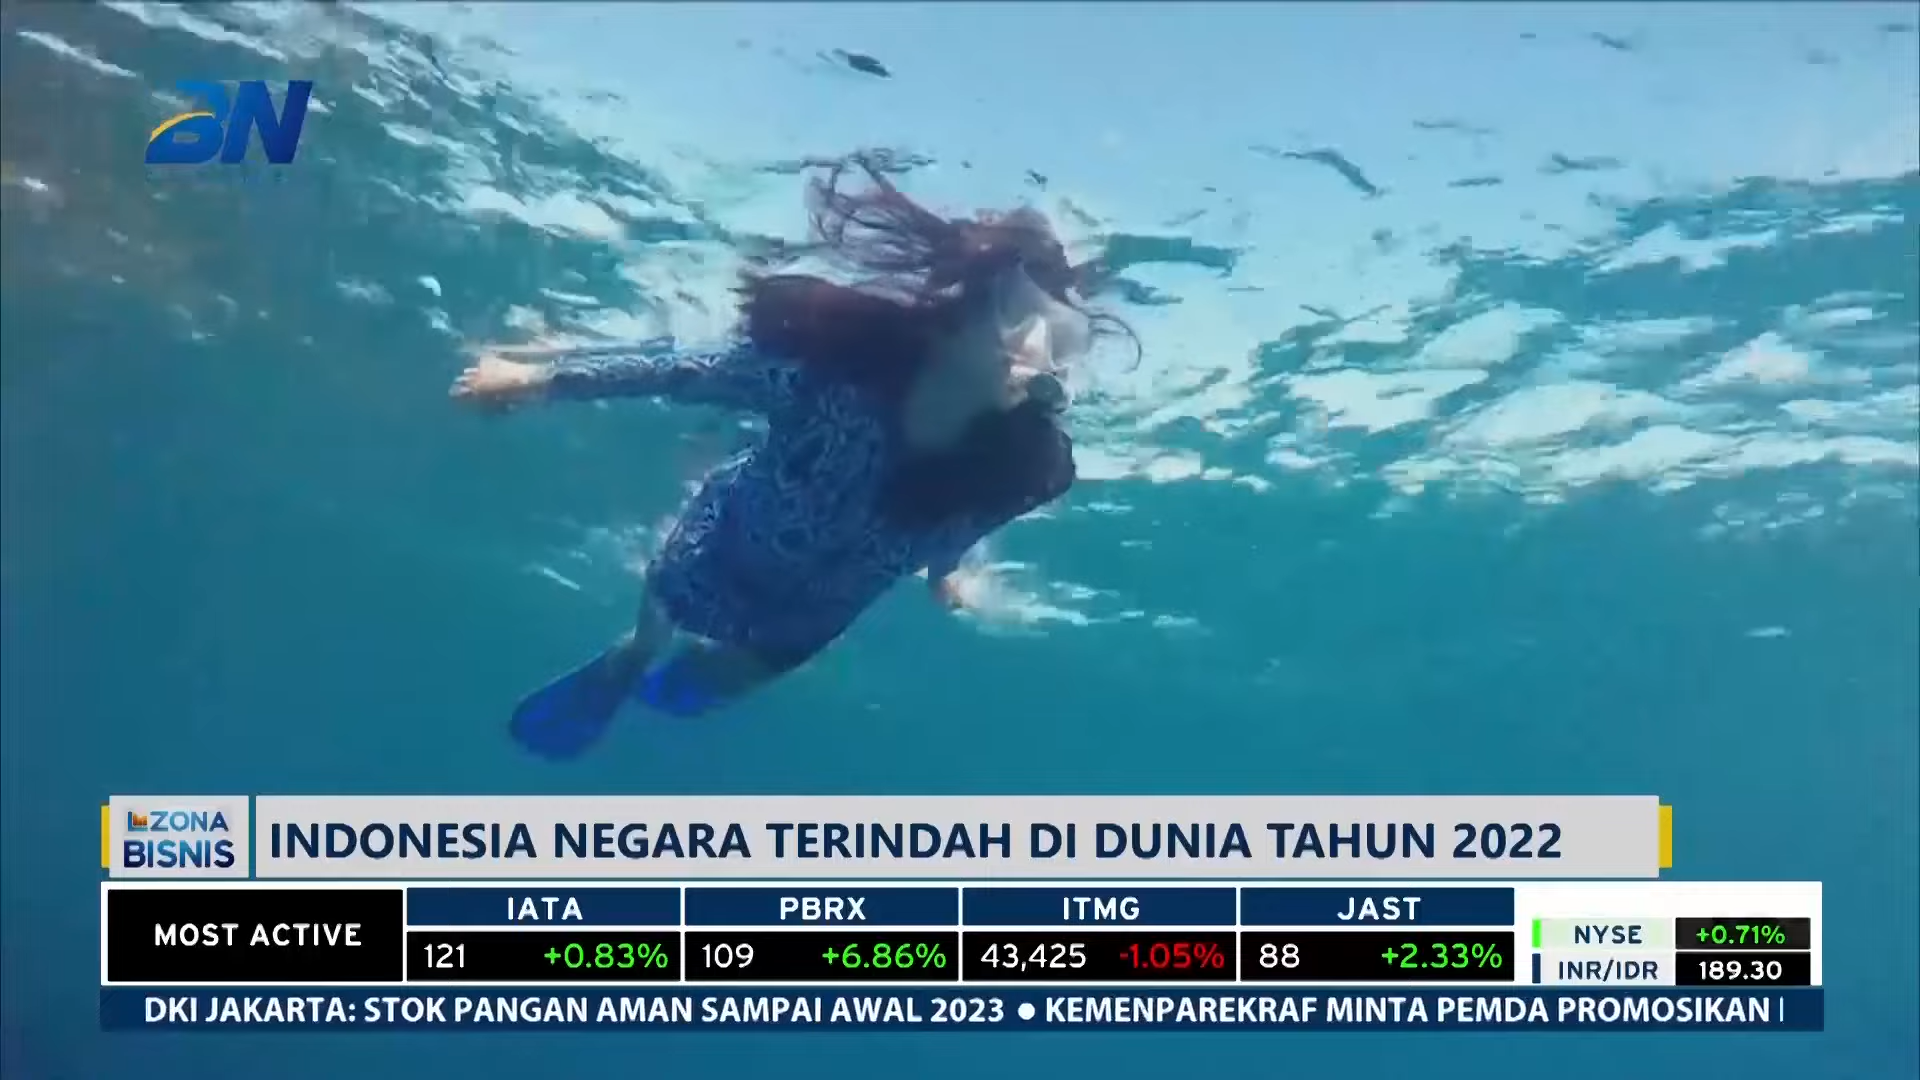 BN
ZONA
BISNIS
INDONESIA NEGARA TERINDAH DI DUNIA TAHUN 2022
MOST ACTIVE
IATA
121 +0.83%
PBRX
109 +6.86%
ITMG
43,425 -1.05%
JAST
88 +2.33%
NYSE +0.71%
INR/IDR 189.30
DKI JAKARTA: STOK PANGAN AMAN SAMPAI AWAL 2023 ● KEMENPAREKRAF MINTA PEMDA PROMOSIKAN